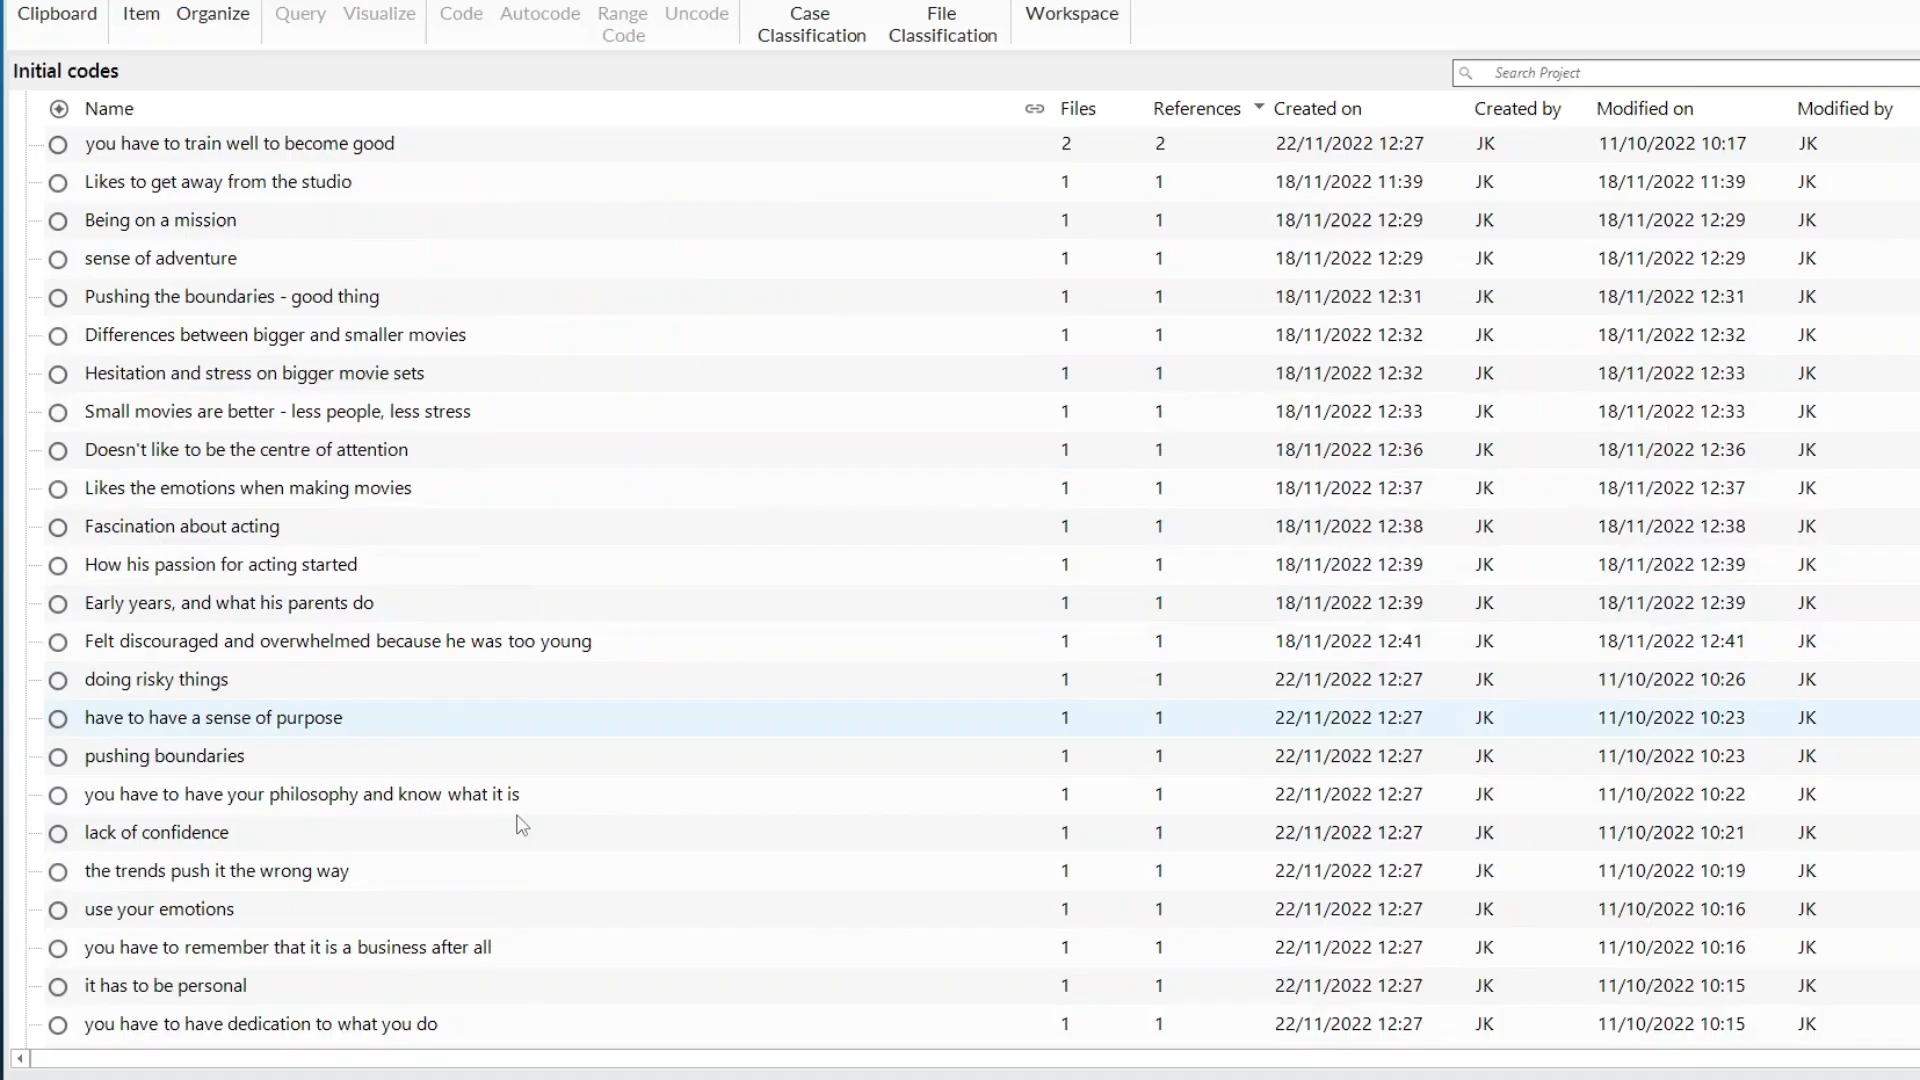 Clipboard Item Organize Query Visualize Code Autocode Range Code Uncode Case Classification File Classification Workspace
Initial codes Search Project
Name Files References Created on Created by Modified on Modified by
you have to train well to become good 2 2 22/11/2022 12:27 JK 11/10/2022 10:17 JK
Likes to get away from the studio 1 1 18/11/2022 11:39 JK 18/11/2022 11:39 JK
Being on a mission 1 1 18/11/2022 12:29 JK 18/11/2022 12:29 JK
sense of adventure 1 1 18/11/2022 12:29 JK 18/11/2022 12:29 JK
Pushing the boundaries - good thing 1 1 18/11/2022 12:31 JK 18/11/2022 12:31 JK
Differences between bigger and smaller movies 1 1 18/11/2022 12:32 JK 18/11/2022 12:32 JK
Hesitation and stress on bigger movie sets 1 1 18/11/2022 12:32 JK 18/11/2022 12:33 JK
Small movies are better - less people, less stress 1 1 18/11/2022 12:33 JK 18/11/2022 12:33 JK
Doesn't like to be the centre of attention 1 1 18/11/2022 12:36 JK 18/11/2022 12:36 JK
Likes the emotions when making movies 1 1 18/11/2022 12:37 JK 18/11/2022 12:37 JK
Fascination about acting 1 1 18/11/2022 12:38 JK 18/11/2022 12:38 JK
How his passion for acting started 1 1 18/11/2022 12:39 JK 18/11/2022 12:39 JK
Early years, and what his parents do 1 1 18/11/2022 12:39 JK 18/11/2022 12:39 JK
Felt discouraged and overwhelmed because he was too young 1 1 18/11/2022 12:41 JK 18/11/2022 12:41 JK
doing risky things 1 1 22/11/2022 12:27 JK 11/10/2022 10:26 JK
have to have a sense of purpose 1 1 22/11/2022 12:27 JK 11/10/2022 10:23 JK
pushing boundaries 1 1 22/11/2022 12:27 JK 11/10/2022 10:23 JK
you have to have your philosophy and know what it is 1 1 22/11/2022 12:27 JK 11/10/2022 10:22 JK
lack of confidence 1 1 22/11/2022 12:27 JK 11/10/2022 10:21 JK
the trends push it the wrong way 1 1 22/11/2022 12:27 JK 11/10/2022 10:19 JK
use your emotions 1 1 22/11/2022 12:27 JK 11/10/2022 10:16 JK
you have to remember that it is a business after all 1 1 22/11/2022 12:27 JK 11/10/2022 10:16 JK
it has to be personal 1 1 22/11/2022 12:27 JK 11/10/2022 10:15 JK
you have to have dedication to what you do 1 1 22/11/2022 12:27 JK 11/10/2022 10:15 JK